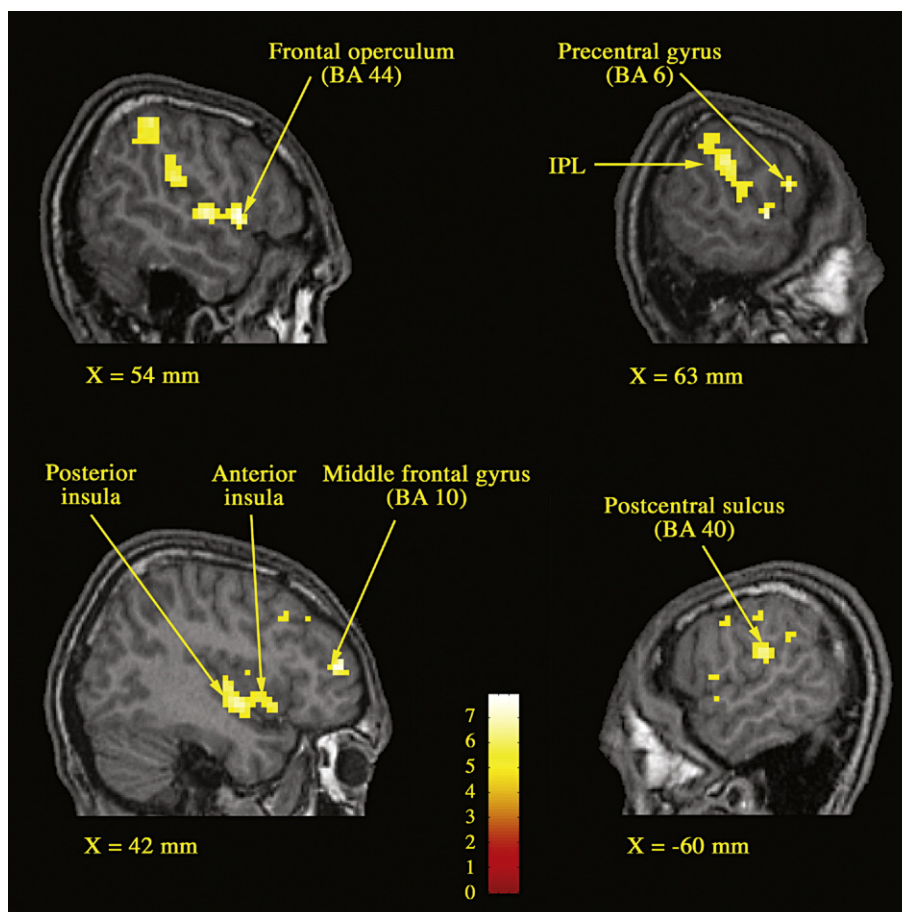 Frontal operculum
(BA 44)
Precentral gyrus
(BA 6)
IPL
X = 54 mm
X = 63 mm
Posterior
insula
Anterior
insula
Middle frontal gyrus
(BA 10)
Postcentral sulcus
(BA 40)
7
6
5
4
3
2
1
0
X = 42 mm
X = -60 mm